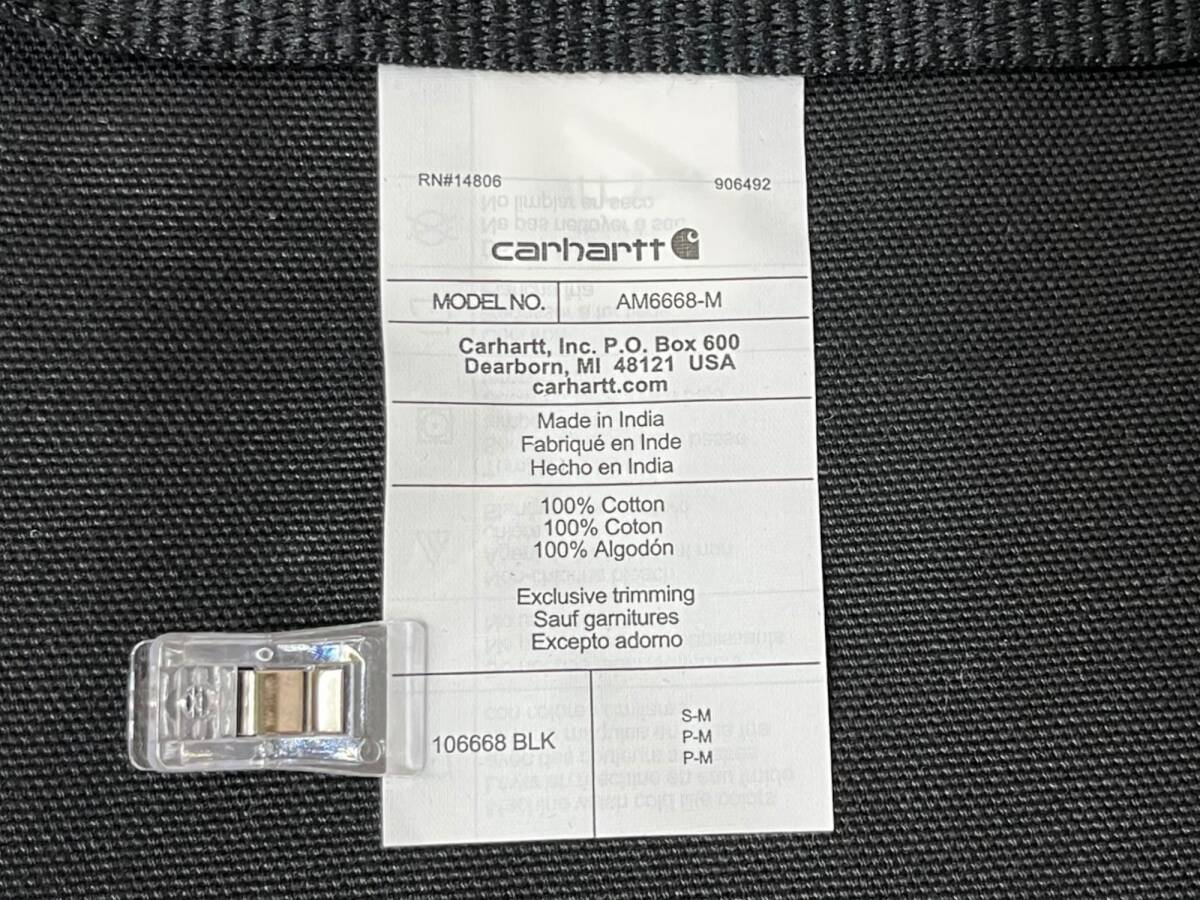 RN#14806 906492
carhartt
MODEL NO. AM6668-M
Carhartt, Inc. P.O. Box 600
Dearborn, MI 48121 USA
carhartt.com
Made in India
Fabriqué en Inde
Hecho en India
100% Cotton
100% Coton
100% Algodón
Exclusive trimming
Sauf garnitures
Excepto adorno
106668 BLK
S-M
P-M
P-M